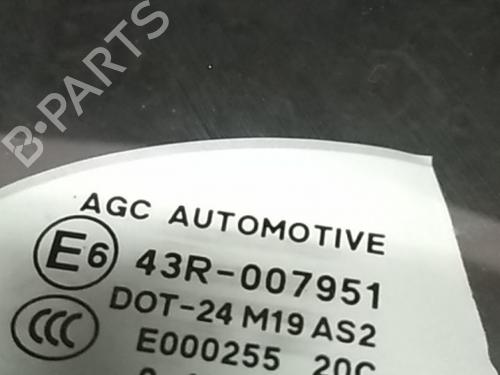 B-PARTS
AGC AUTOMOTIVE
E6 43R-007951
DOT-24 M19 AS2
CCC E000255 20C